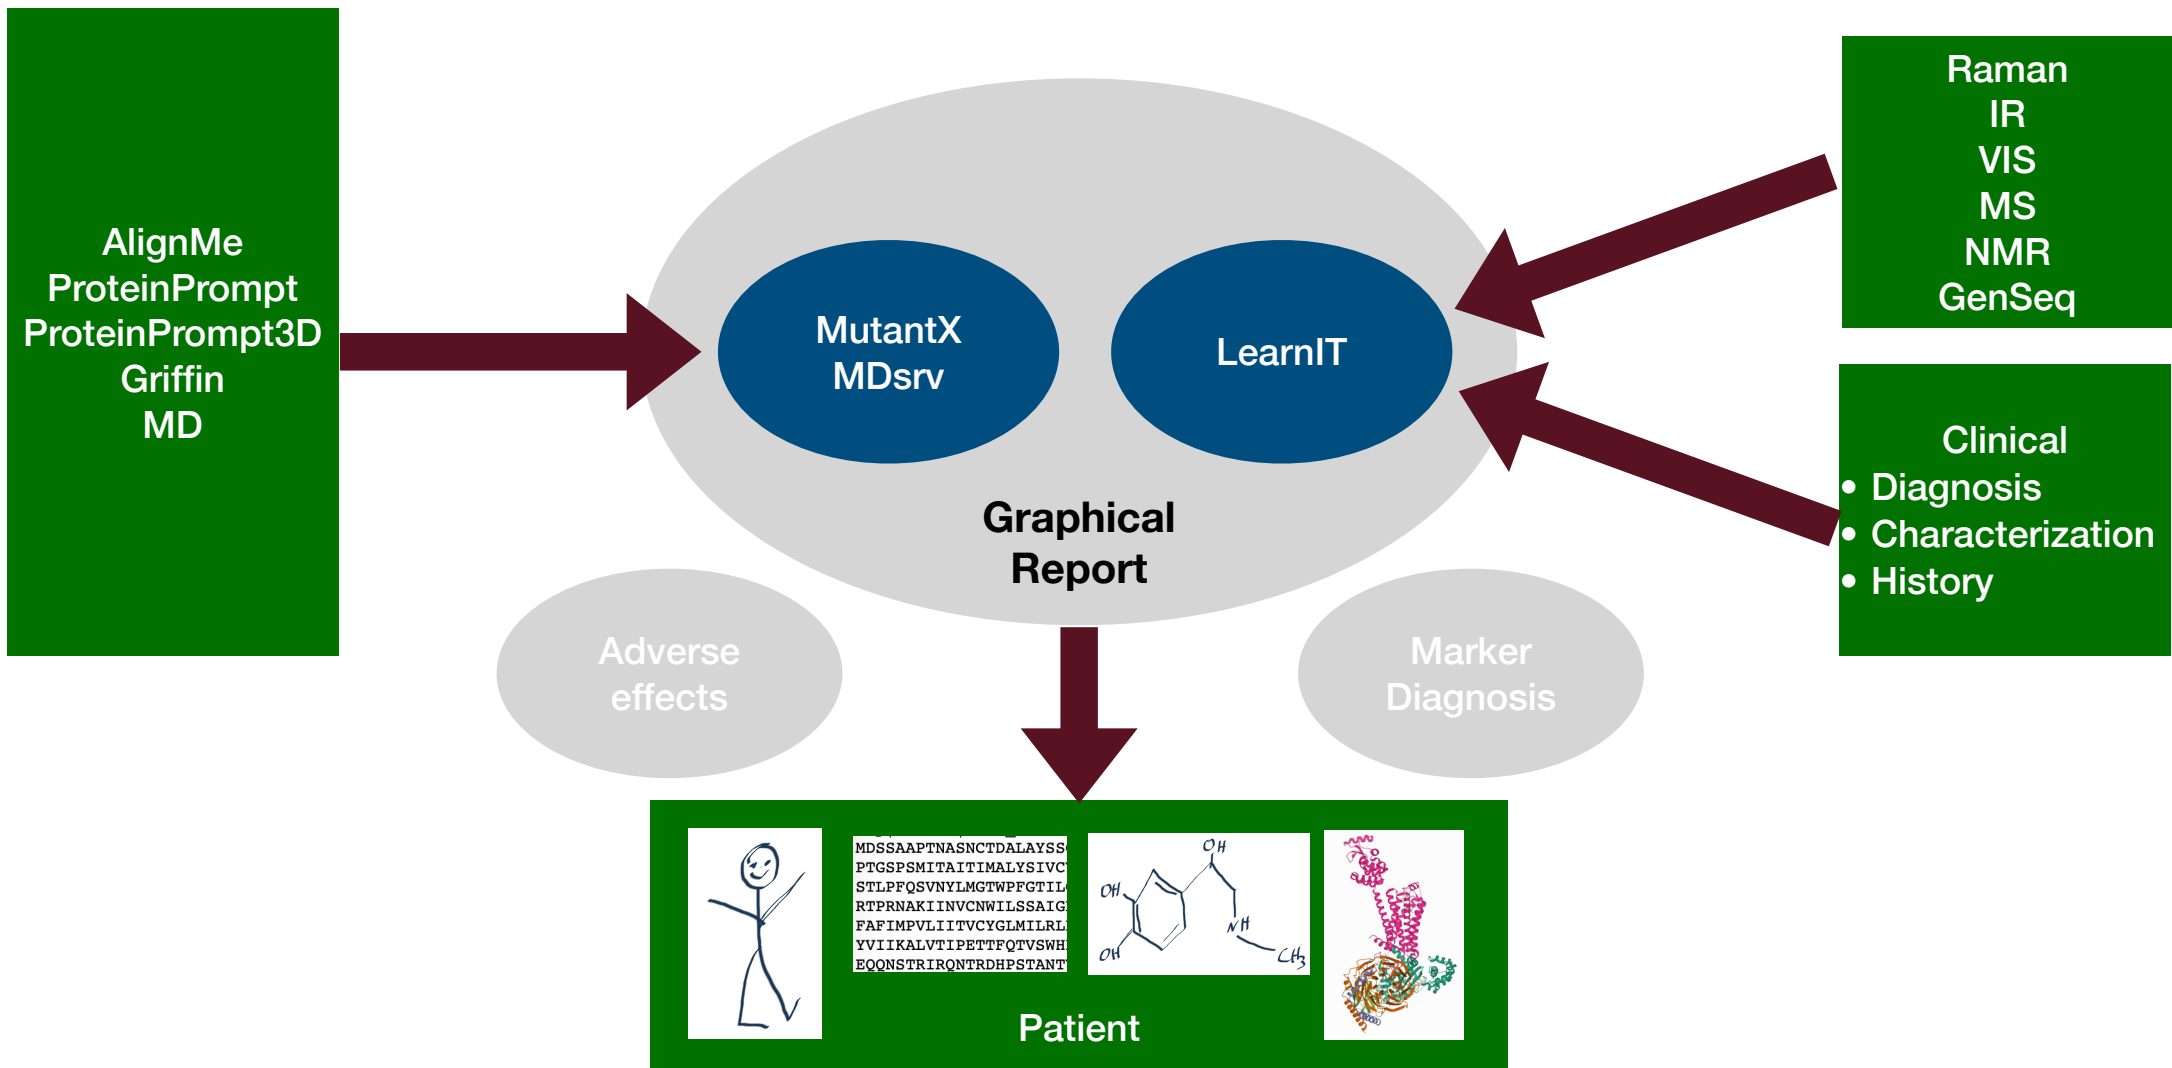 AlignMe
ProteinPrompt
ProteinPrompt3D
Griffin
MD
MutantX
MDsrv
LearnIT
Graphical
Report
Raman
IR
VIS
MS
NMR
GenSeq
Clinical
• Diagnosis
• Characterization
• History
Adverse
effects
Marker
Diagnosis
MDSSAAPTNASNCTDALAYSS
PTGSPSMITAITIMALYSIVC
STLPFQSVNYLMGTWPFGTIL
RTPRNAKIINVCNWILSSAIG
FAFIMPVLIITVCYGLMILRL
YVIIKALVTIPETTFQTVSWH
EQQNSTRIRQNTRDHPSTANT
OH
OH
OH
NH
CH3
Patient